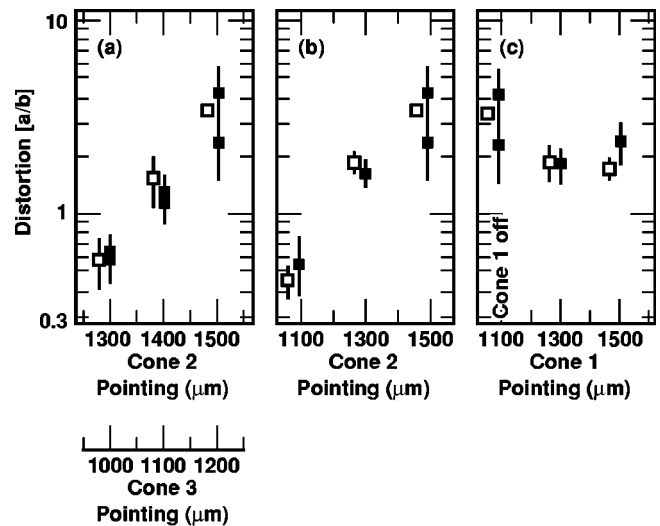 10
(a)
(b)
(c)
Distortion [a/b]
1
Cone 1 off
0.3
1300 1400 1500
1100 1300 1500
1100 1300 1500
Cone 2
Cone 2
Cone 1
Pointing (μm)
Pointing (μm)
Pointing (μm)
1000 1100 1200
Cone 3
Pointing (μm)